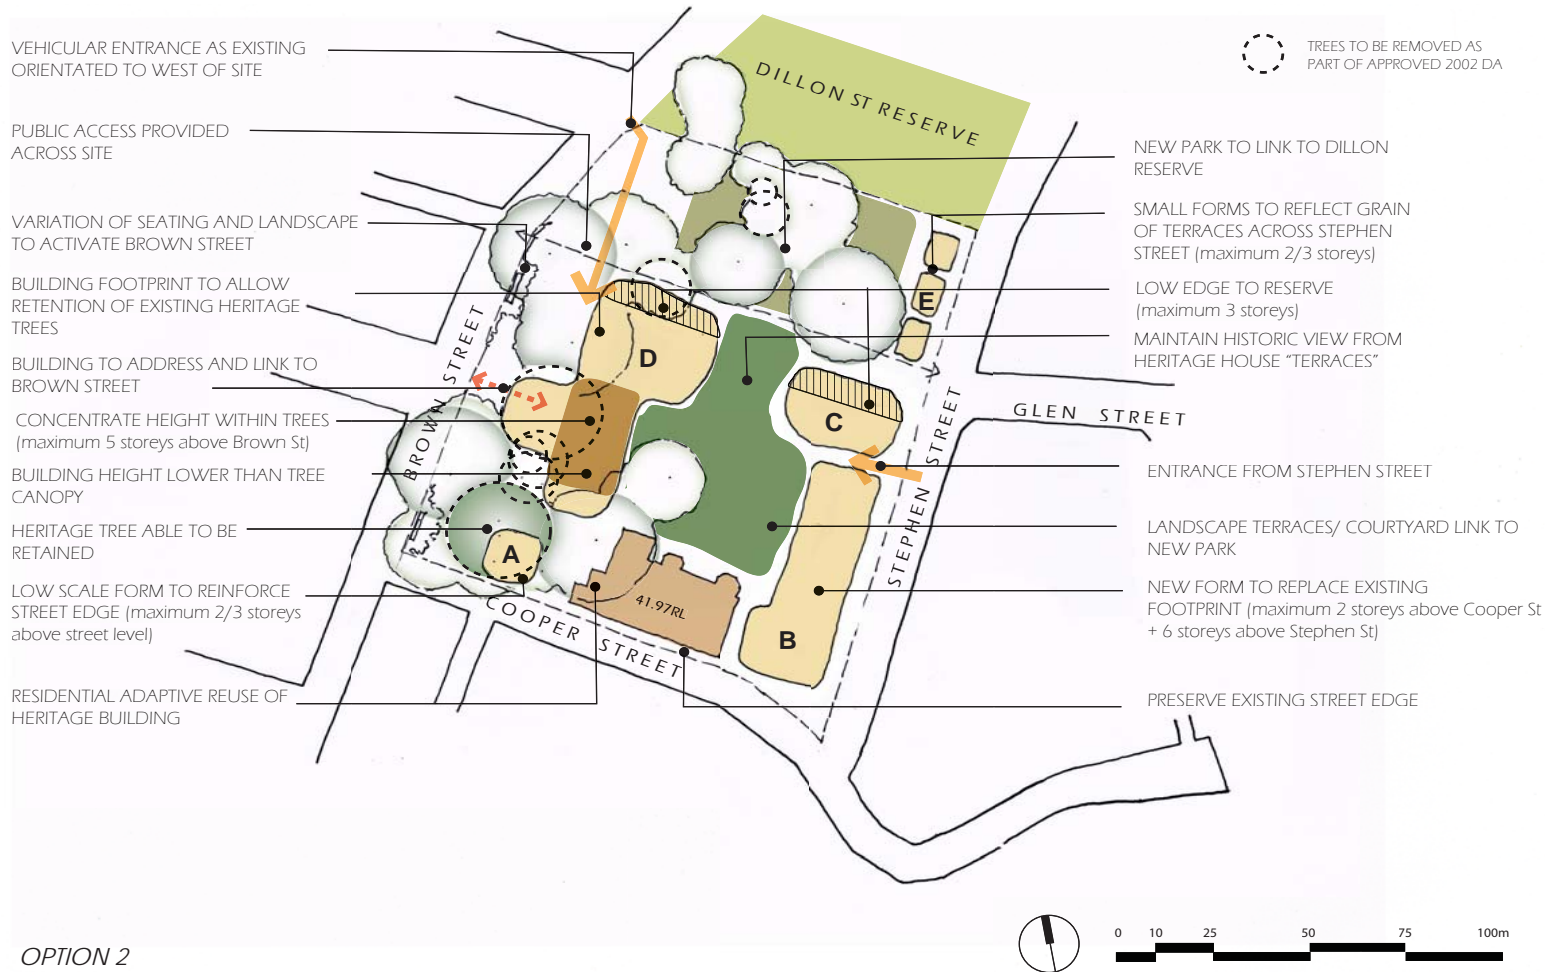 VEHICULAR ENTRANCE AS EXISTING
ORIENTATED TO WEST OF SITE
PUBLIC ACCESS PROVIDED
ACROSS SITE
VARIATION OF SEATING AND LANDSCAPE
TO ACTIVATE BROWN STREET
BUILDING FOOTPRINT TO ALLOW
RETENTION OF EXISTING HERITAGE
TREES
BUILDING TO ADDRESS AND LINK TO
BROWN STREET
CONCENTRATE HEIGHT WITHIN TREES
(maximum 5 storeys above Brown St)
BUILDING HEIGHT LOWER THAN TREE
CANOPY
HERITAGE TREE ABLE TO BE
RETAINED
LOW SCALE FORM TO REINFORCE
STREET EDGE (maximum 2/3 storeys
above street level)
RESIDENTIAL ADAPTIVE REUSE OF
HERITAGE BUILDING
DILLON ST RESERVE
BROWN STREET
COOPER STREET
STEPHEN STREET
GLEN STREET
A
B
C
D
E
41.97RL
TREES TO BE REMOVED AS
PART OF APPROVED 2002 DA
NEW PARK TO LINK TO DILLON
RESERVE
SMALL FORMS TO REFLECT GRAIN
OF TERRACES ACROSS STEPHEN
STREET (maximum 2/3 storeys)
LOW EDGE TO RESERVE
(maximum 3 storeys)
MAINTAIN HISTORIC VIEW FROM
HERITAGE HOUSE “TERRACES”
ENTRANCE FROM STEPHEN STREET
LANDSCAPE TERRACES/ COURTYARD LINK TO
NEW PARK
NEW FORM TO REPLACE EXISTING
FOOTPRINT (maximum 2 storeys above Cooper St
+ 6 storeys above Stephen St)
PRESERVE EXISTING STREET EDGE
0 10 25 50 75 100m
OPTION 2